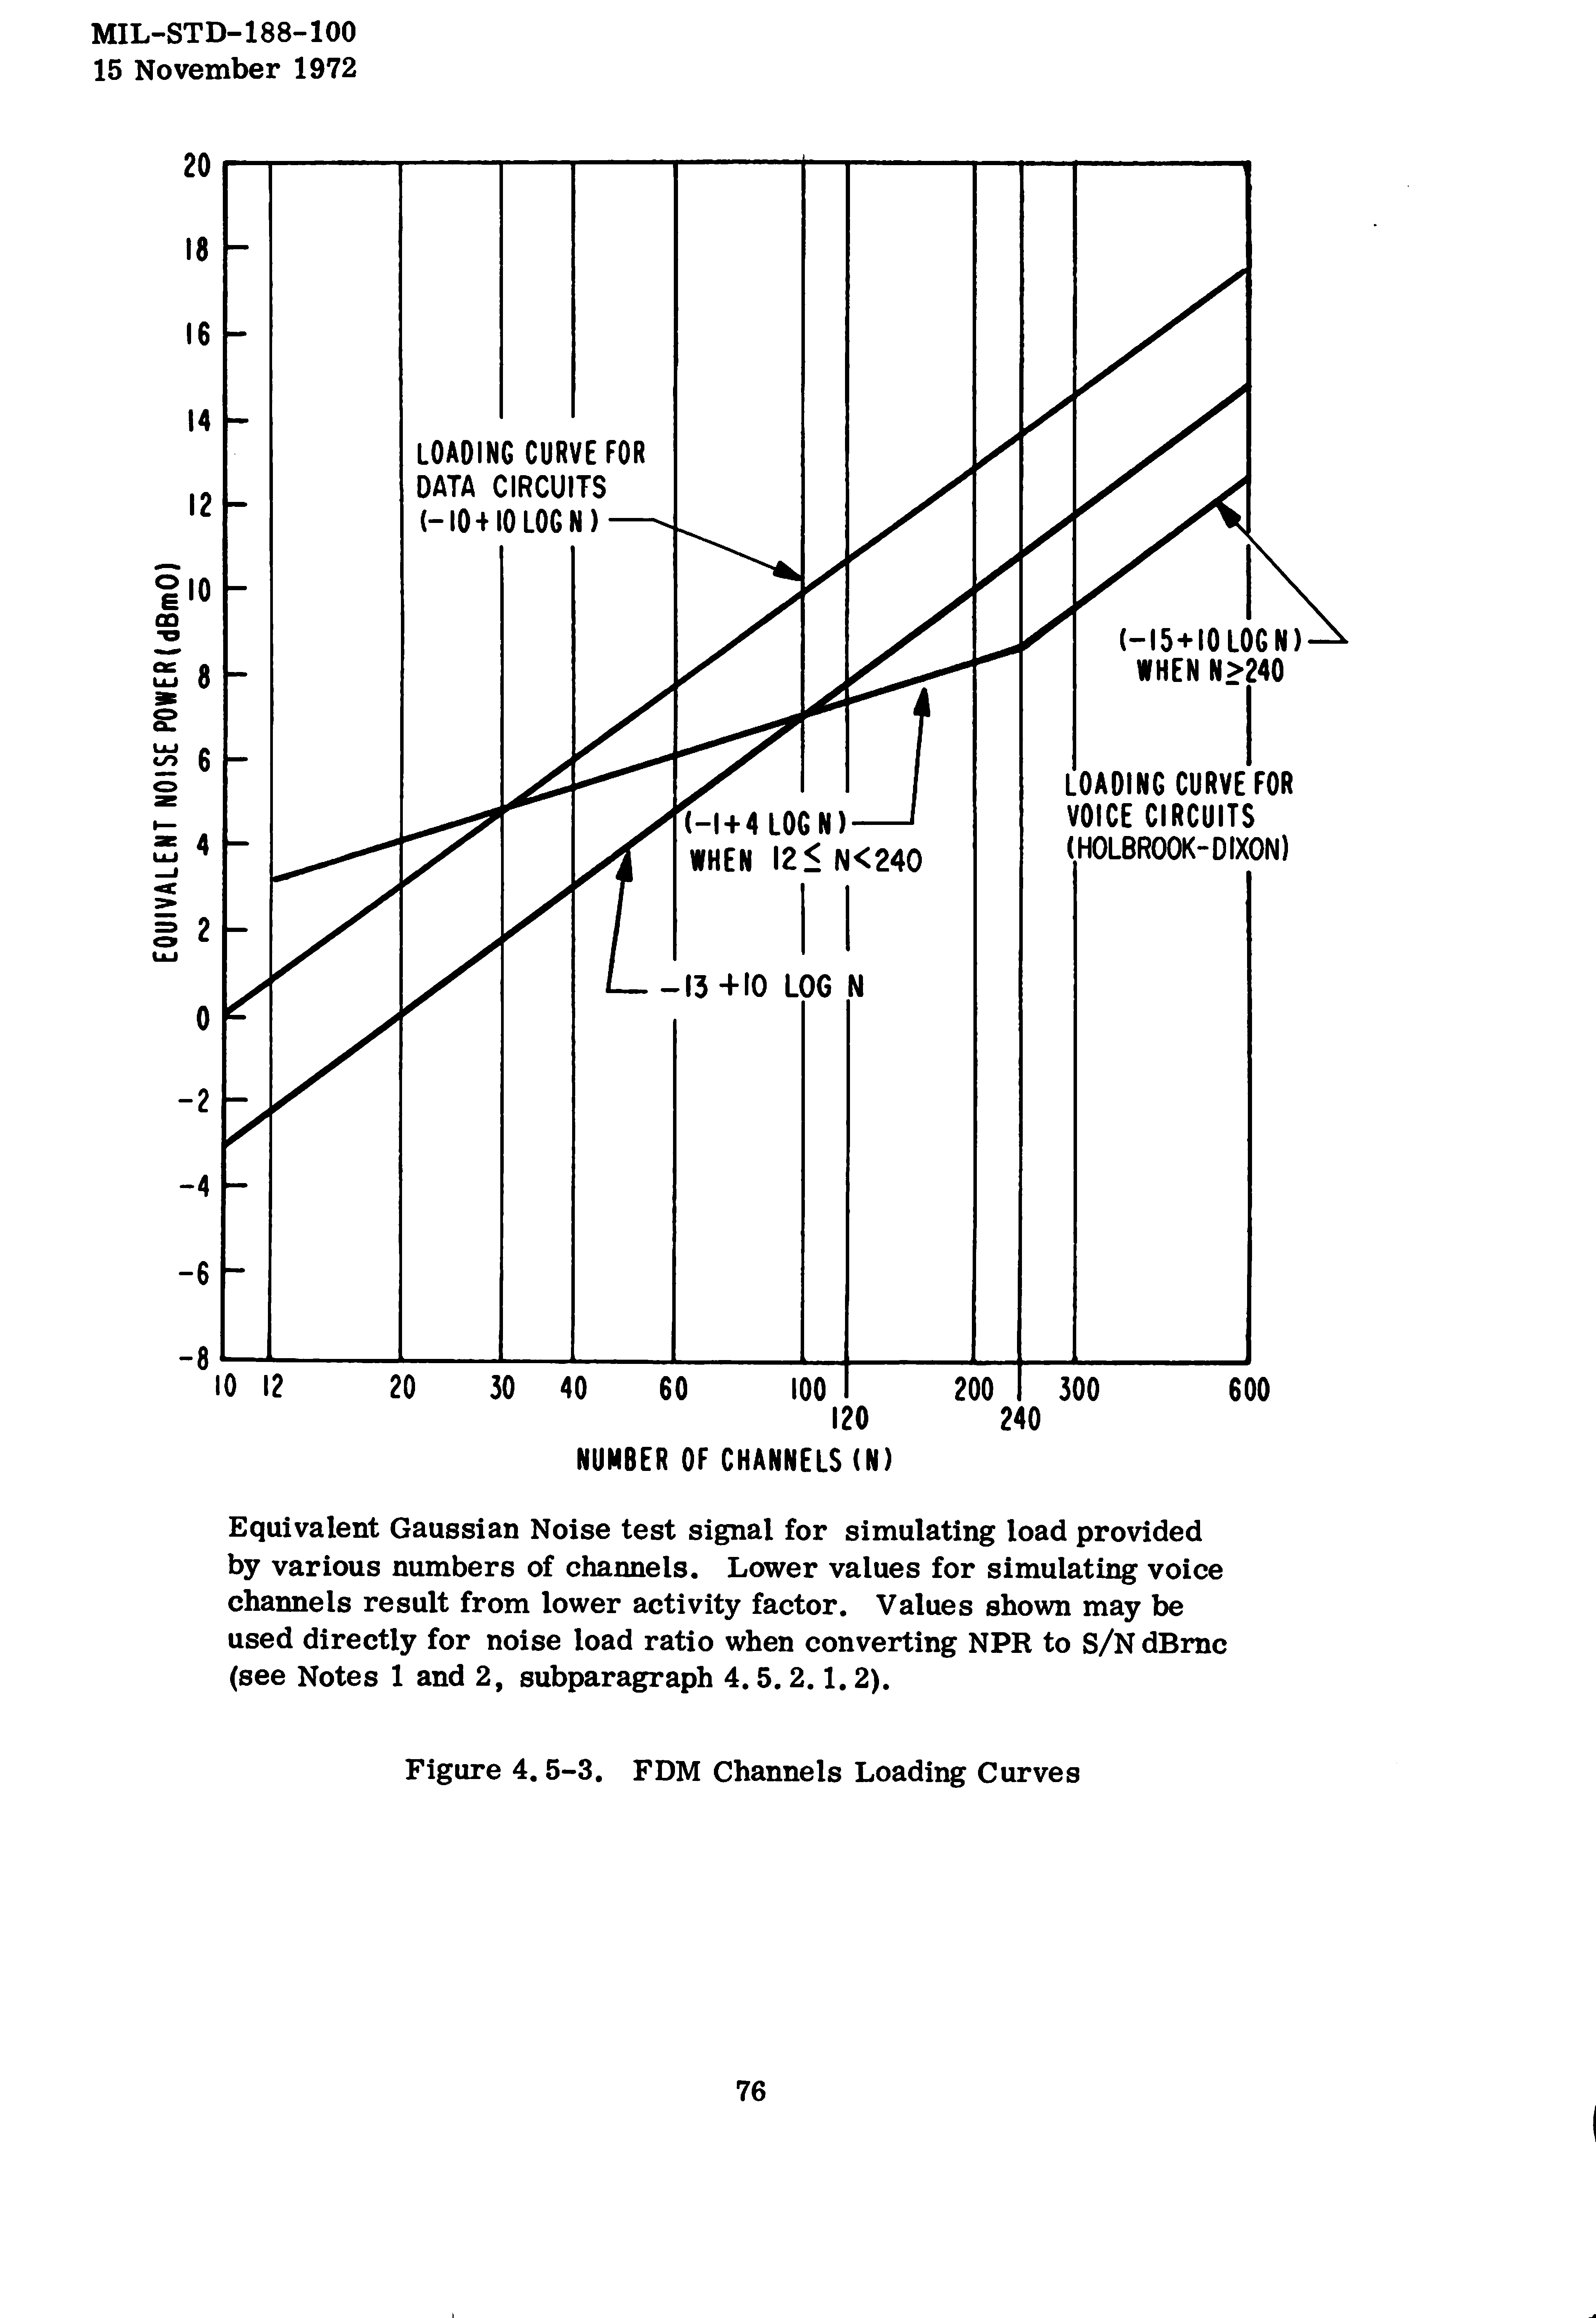 MIL-STD-188-100
15 November 1972
20
18
16
14
12
10
8
6
4
2
0
-2
-4
-6
-8
EQUIVALENT NOISE POWER (dBmO)
LOADING CURVE FOR
DATA CIRCUITS
(-10+10 LOG N)
(-15+10 LOG N)
WHEN N≥240
LOADING CURVE FOR
VOICE CIRCUITS
(HOLBROOK-DIXON)
(-1+4 LOG N)
WHEN 12≤ N<240
-13 +10 LOG N
10 12 20 30 40 60 100 200 300 600
120 240
NUMBER OF CHANNELS (N)
Equivalent Gaussian Noise test signal for simulating load provided
by various numbers of channels. Lower values for simulating voice
channels result from lower activity factor. Values shown may be
used directly for noise load ratio when converting NPR to S/N dBrnc
(see Notes 1 and 2, subparagraph 4.5.2.1.2).
Figure 4.5-3. FDM Channels Loading Curves
76